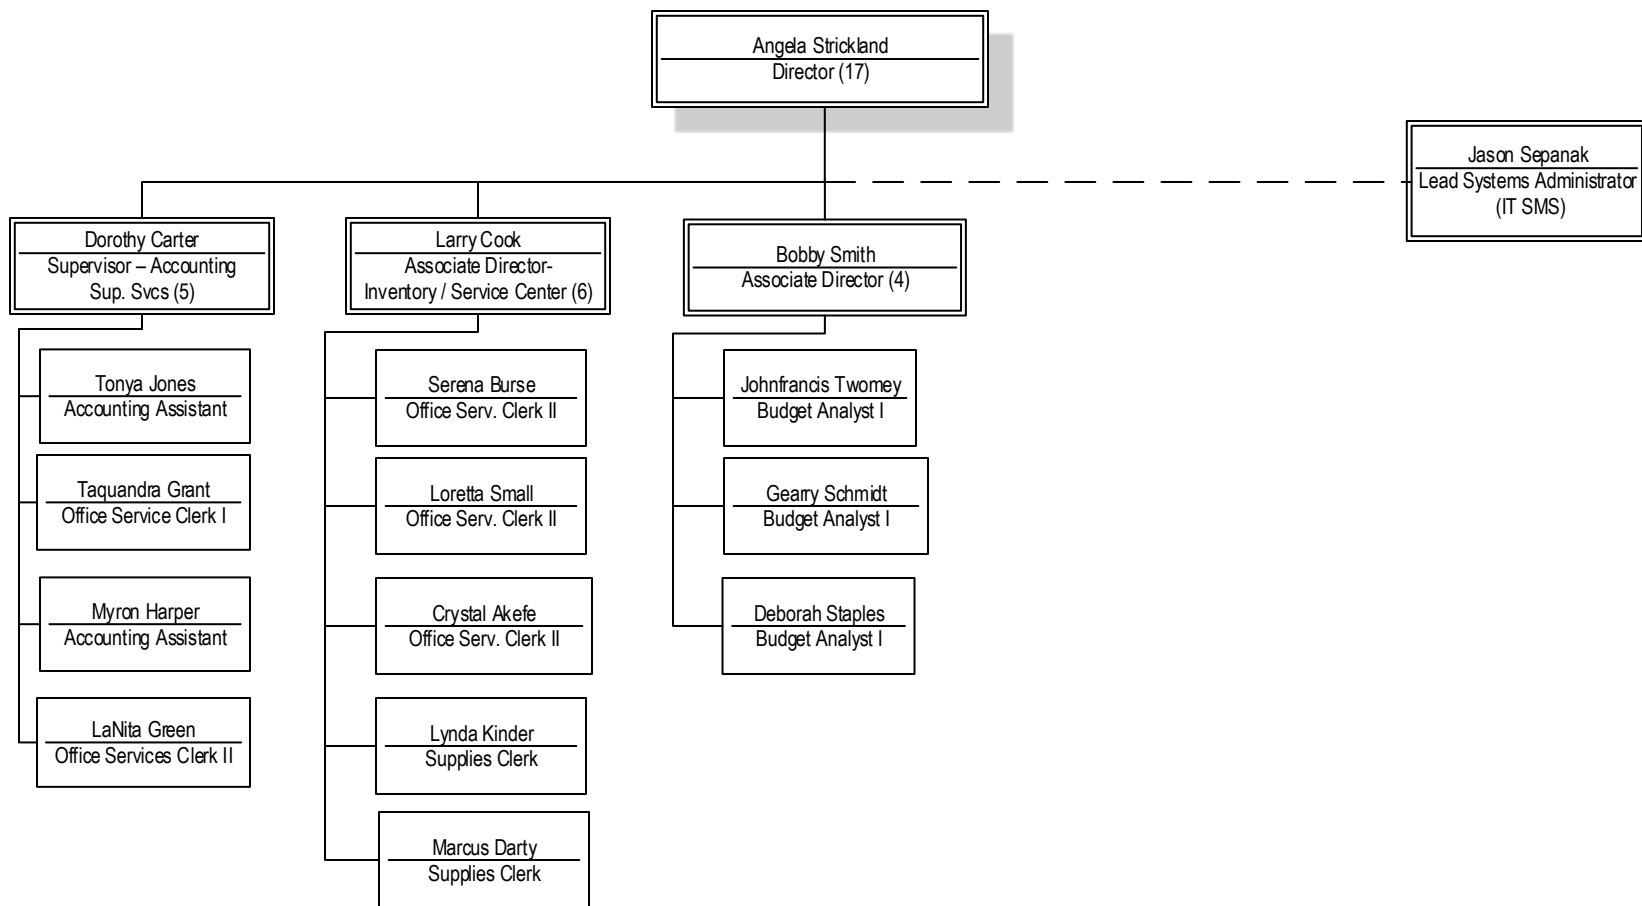 Angela Strickland
Director (17)
Jason Sepanak
Lead Systems Administrator
(IT SMS)
Dorothy Carter
Supervisor – Accounting
Sup. Svcs (5)
Larry Cook
Associate Director-
Inventory / Service Center (6)
Bobby Smith
Associate Director (4)
Tonya Jones
Accounting Assistant
Taquandra Grant
Office Service Clerk I
Myron Harper
Accounting Assistant
LaNita Green
Office Services Clerk II
Serena Burse
Office Serv. Clerk II
Loretta Small
Office Serv. Clerk II
Crystal Akefe
Office Serv. Clerk II
Lynda Kinder
Supplies Clerk
Marcus Darty
Supplies Clerk
Johnfrancis Twomey
Budget Analyst I
Gearry Schmidt
Budget Analyst I
Deborah Staples
Budget Analyst I